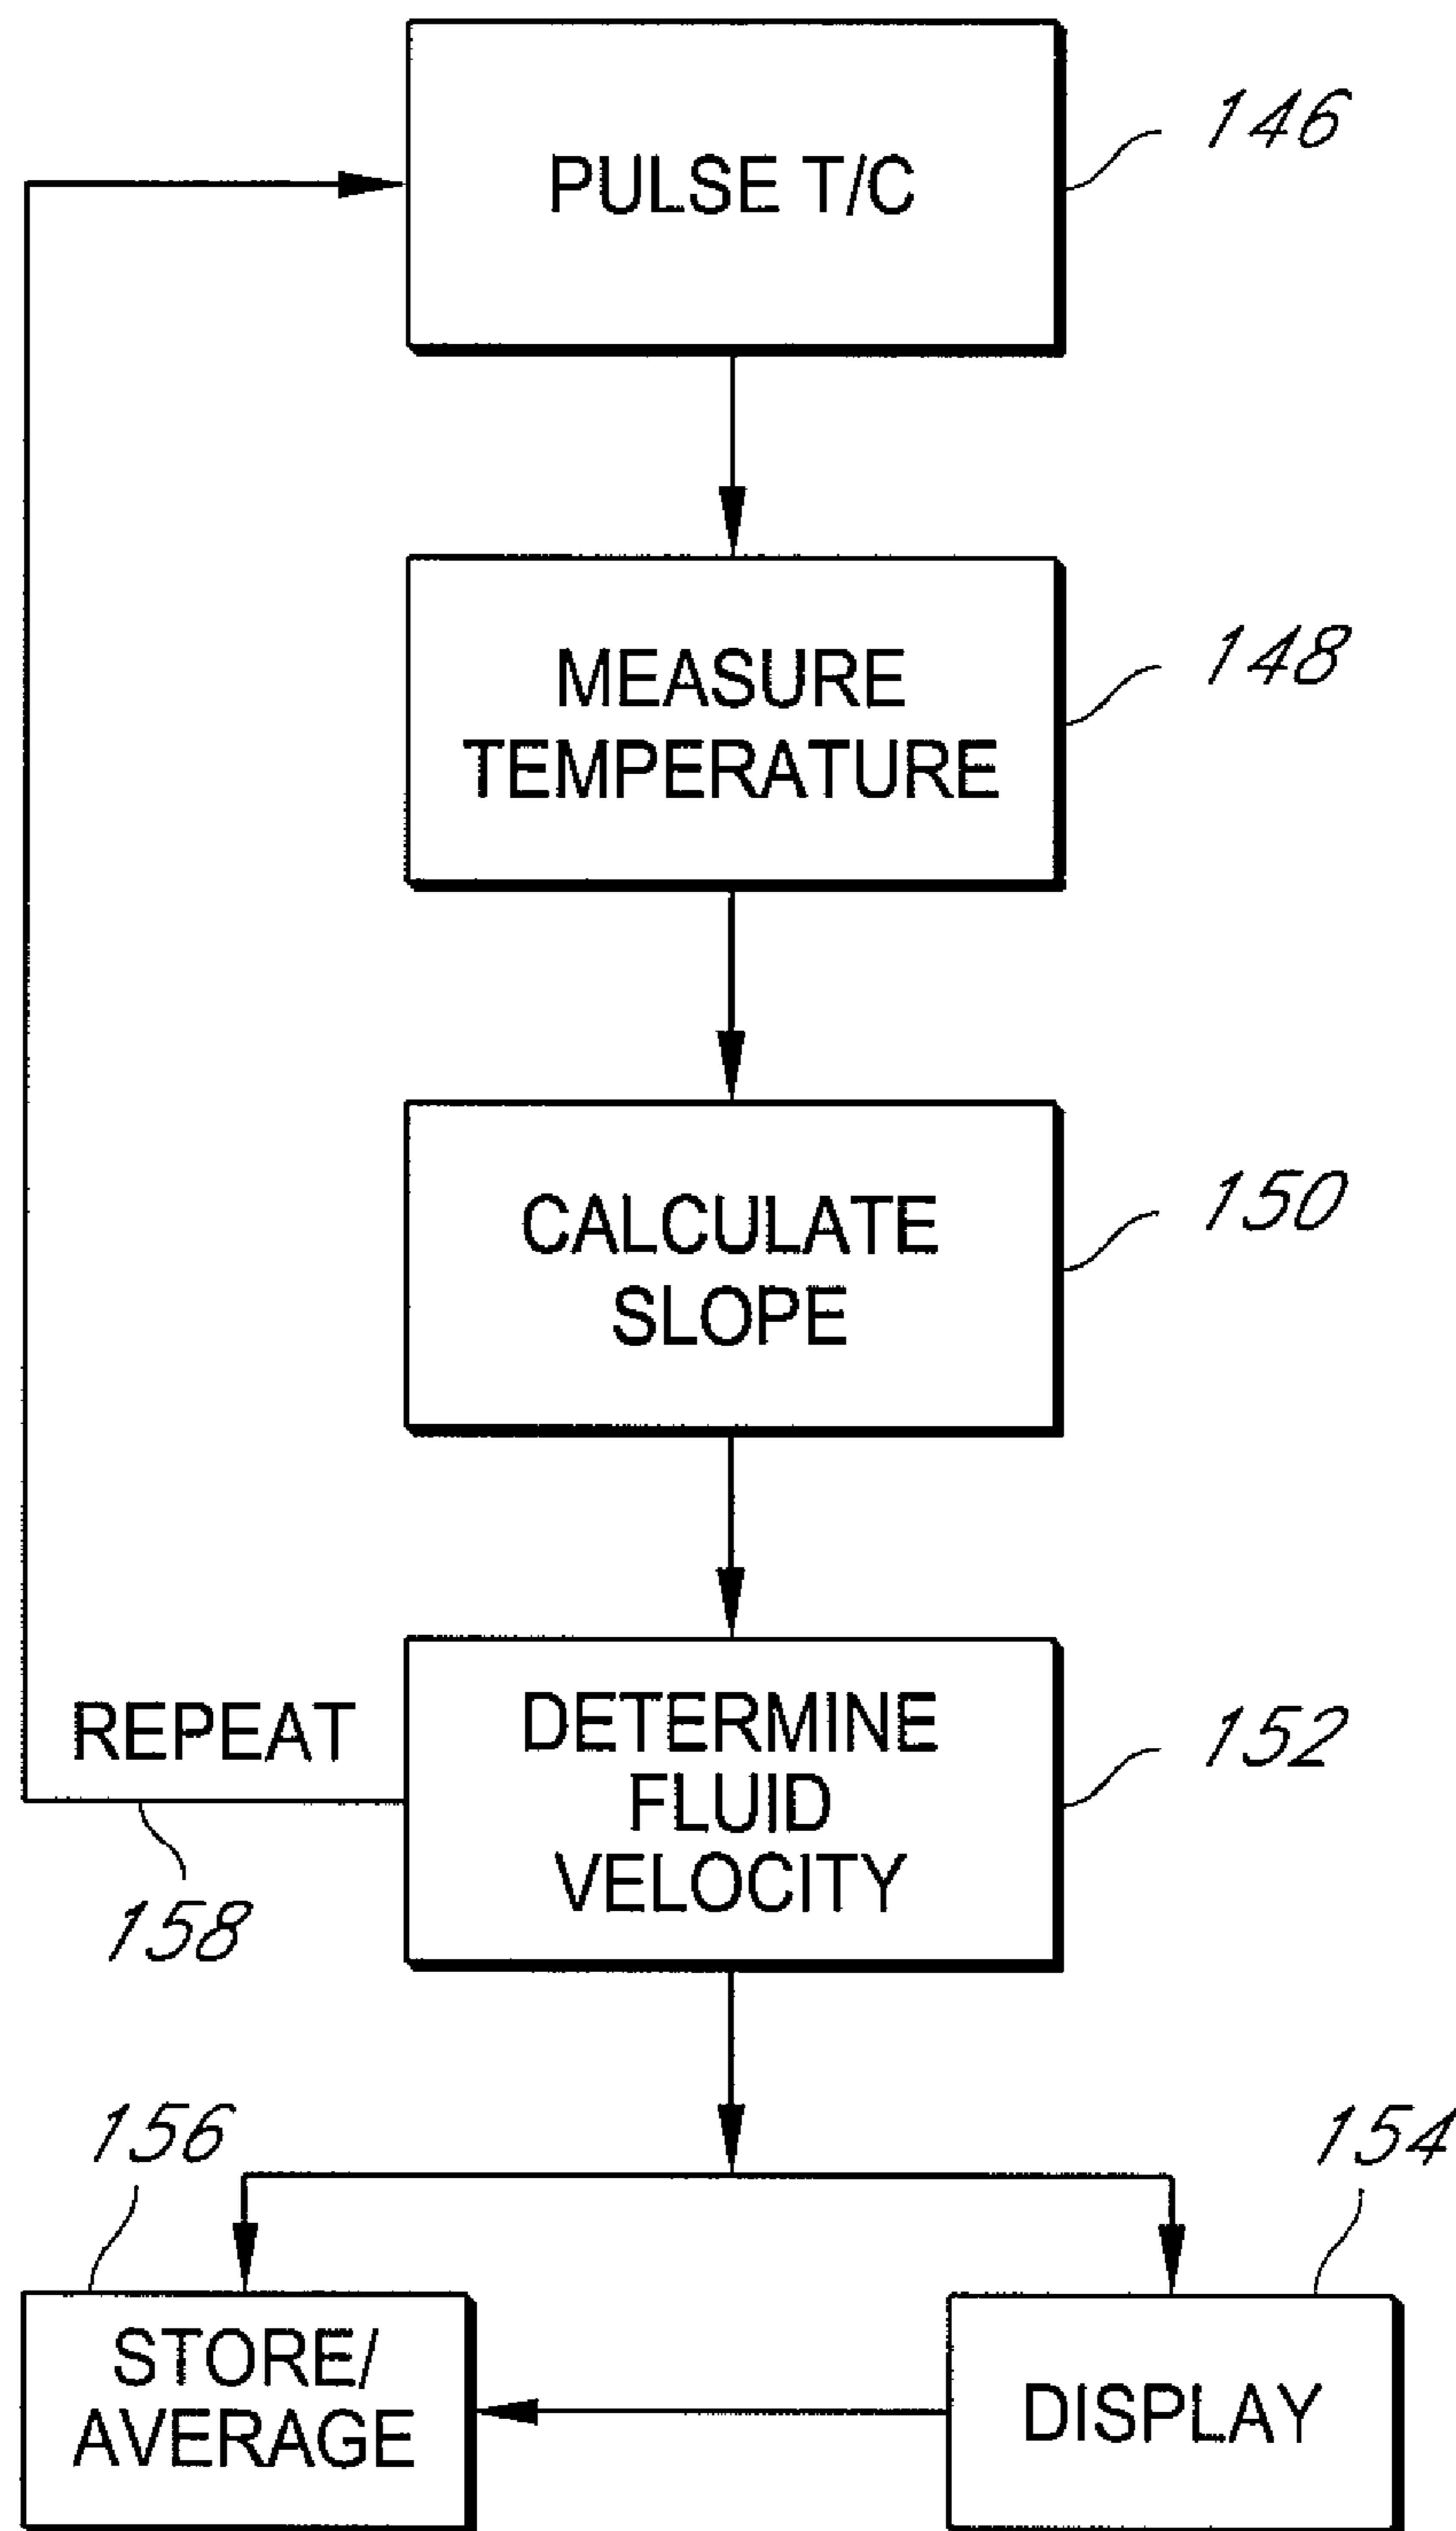 PULSE T/C
146
MEASURE
TEMPERATURE
148
CALCULATE
SLOPE
150
REPEAT
158
DETERMINE
FLUID
VELOCITY
152
156
STORE/
AVERAGE
154
DISPLAY